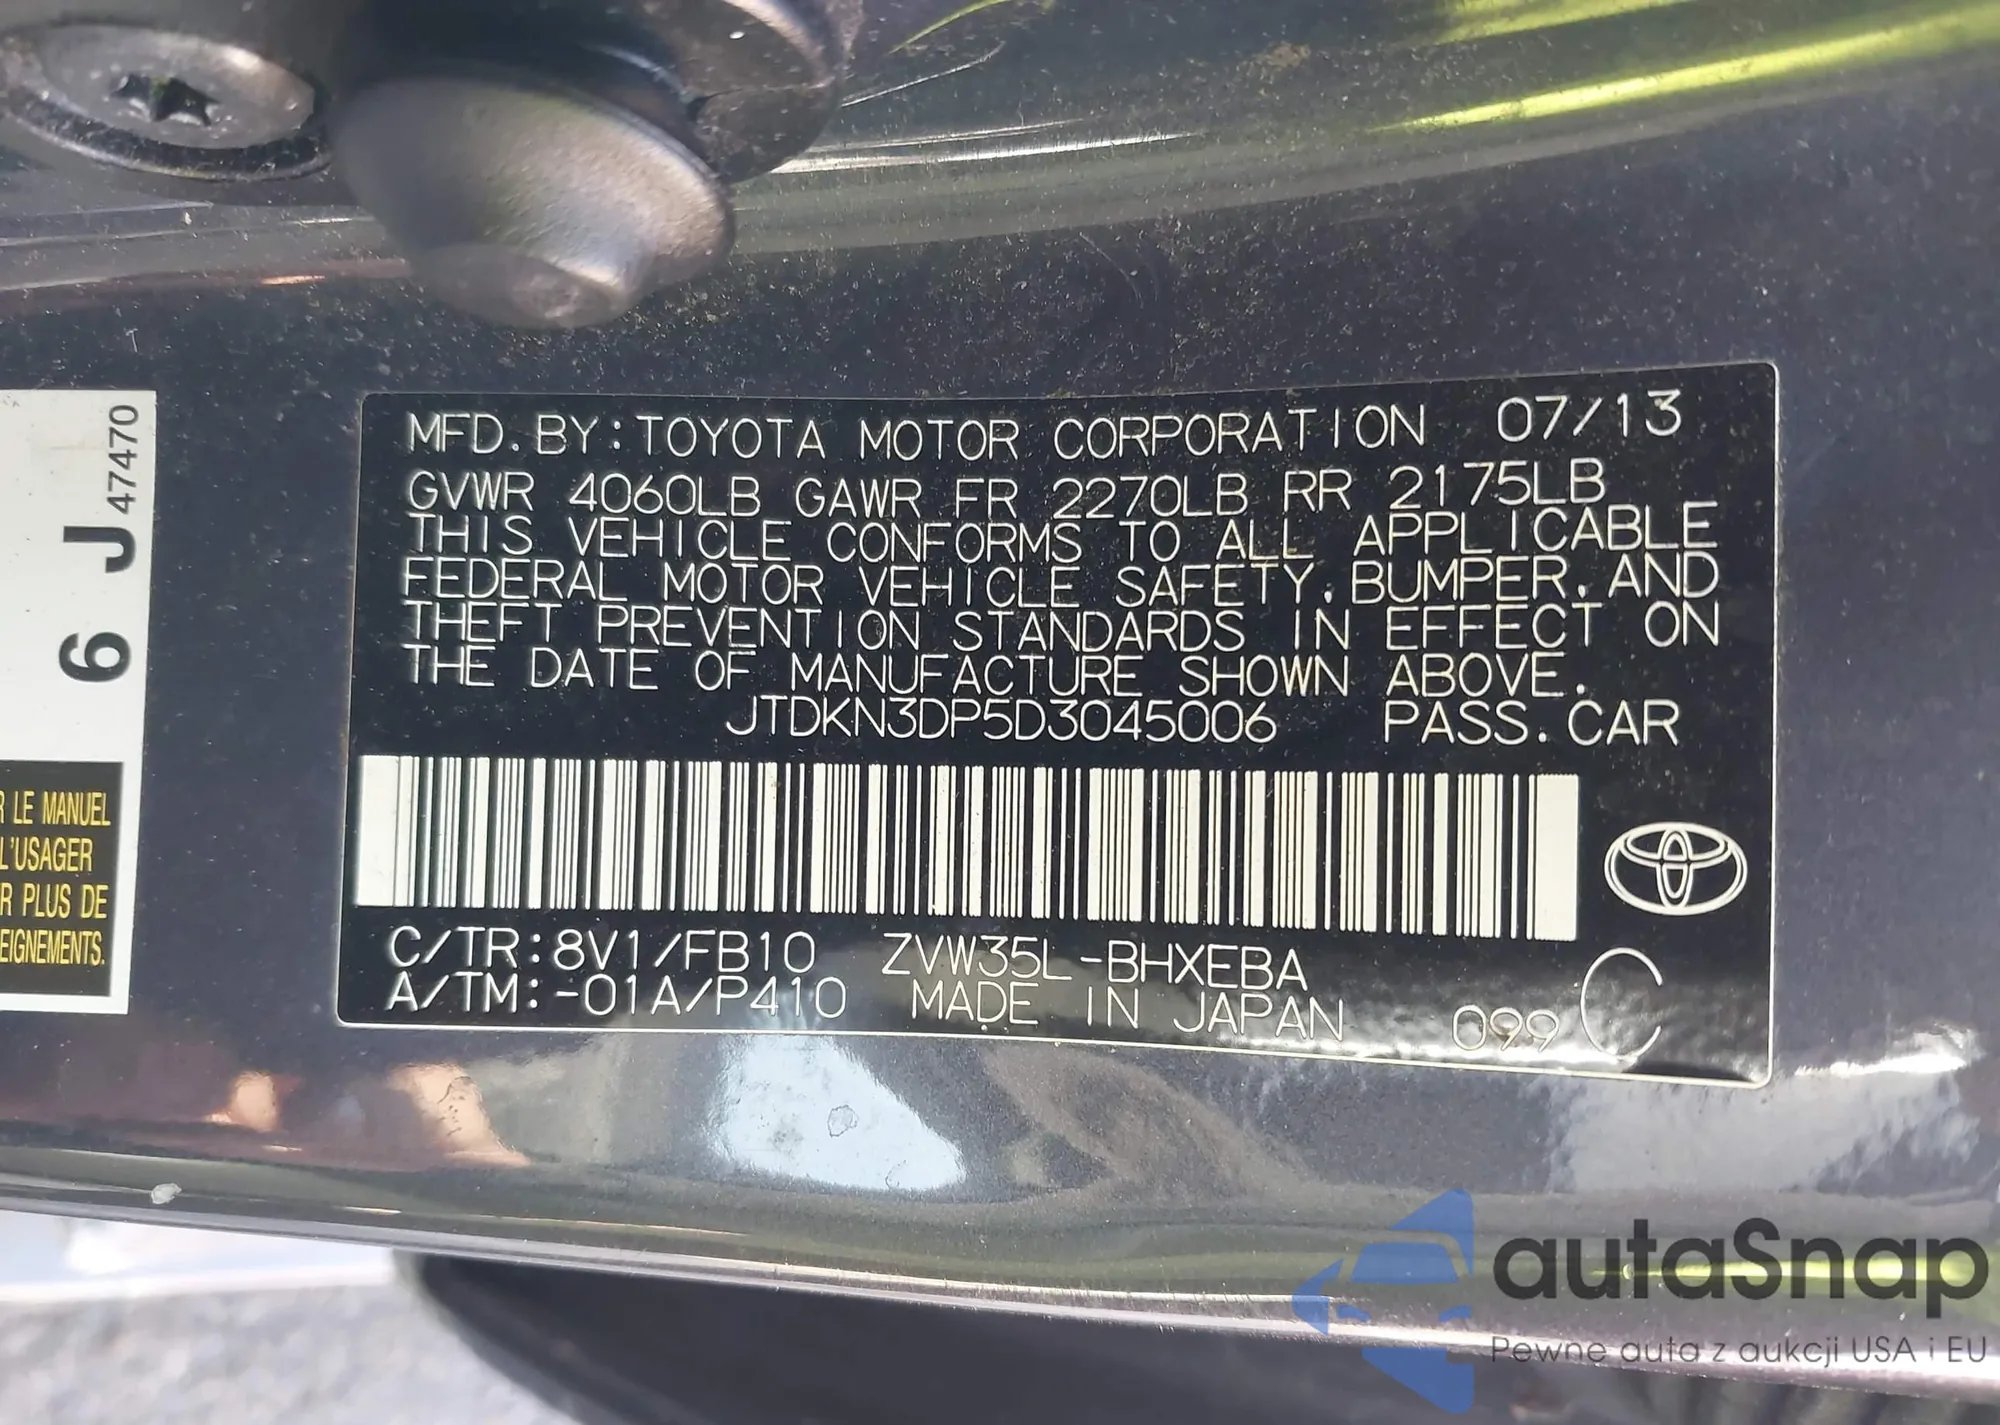 MFD. BY: TOYOTA MOTOR CORPORATION 07/13
GVWR 4060LB GAWR FR 2270LB RR 2175LB
THIS VEHICLE CONFORMS TO ALL APPLICABLE
FEDERAL MOTOR VEHICLE SAFETY, BUMPER, AND
THEFT PREVENTION STANDARDS IN EFFECT ON
THE DATE OF MANUFACTURE SHOWN ABOVE.
JTDKN3DP5D3045006 PASS. CAR
C/TR: 8V1/FB10 ZVW35L-BHXEBA
A/TM: -01A/P410 MADE IN JAPAN 099 C
6 J 47470
LE MANUEL
L'USAGER
PLUS DE
autaSnap
Pewne auta z aukcji USA i EU